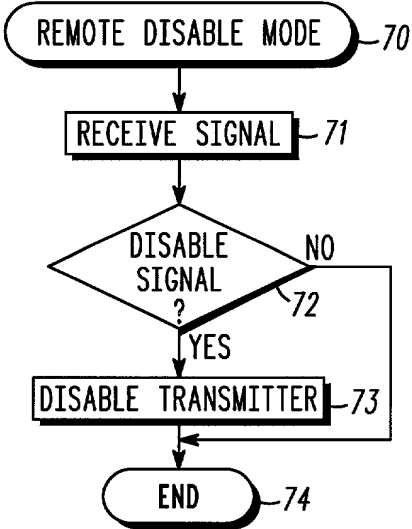 REMOTE DISABLE MODE 70
RECEIVE SIGNAL 71
DISABLE
SIGNAL
?
NO
72
YES
DISABLE TRANSMITTER 73
END 74